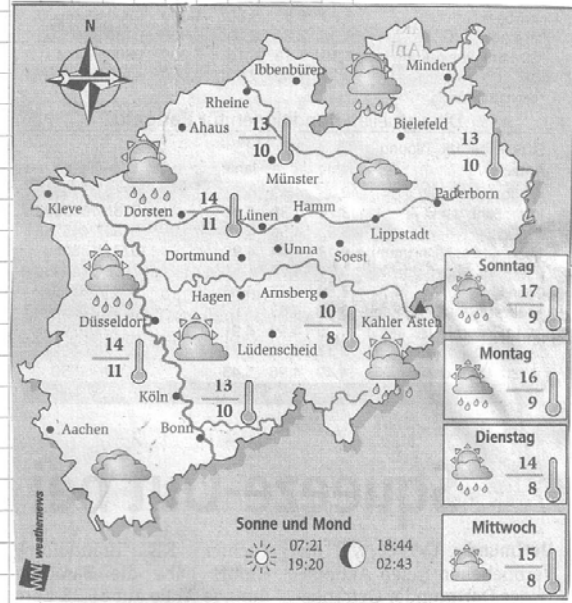 Ibbenbüren
Minden
Rheine
Ahaus
13
10
Bielefeld
13
10
Münster
Kleve
Dorsten
14
11
Lünen
Hamm
Paderborn
Lippstadt
Dortmund
Unna
Soest
Hagen
Arnsberg
10
8
Kahler Asten
Düsseldorf
14
11
Lüdenscheid
Köln
13
10
Aachen
Bonn
Sonntag
17
9
Montag
16
9
Dienstag
14
8
Mittwoch
15
8
Sonne und Mond
07:21 18:44
19:20 02:43
weathernews